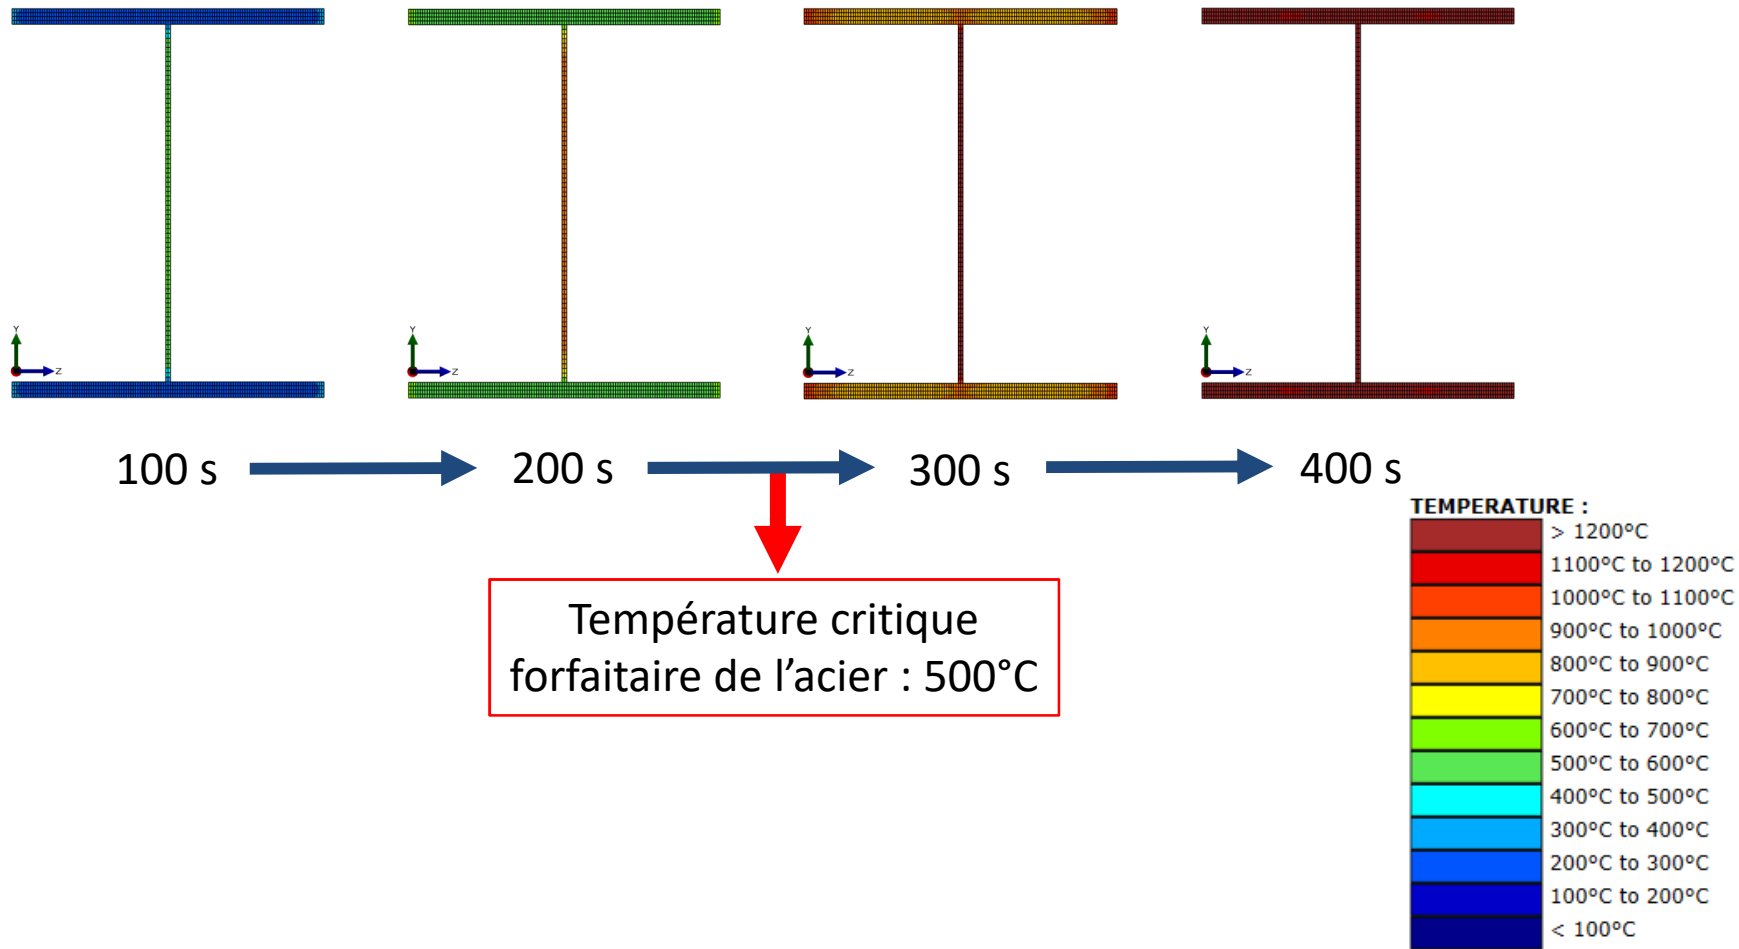 Y
Z
Y
Z
Y
Z
Y
Z
100 s
200 s
300 s
400 s
Température critique
forfaitaire de l’acier : 500°C
TEMPERATURE :
> 1200°C
1100°C to 1200°C
1000°C to 1100°C
900°C to 1000°C
800°C to 900°C
700°C to 800°C
600°C to 700°C
500°C to 600°C
400°C to 500°C
300°C to 400°C
200°C to 300°C
100°C to 200°C
< 100°C